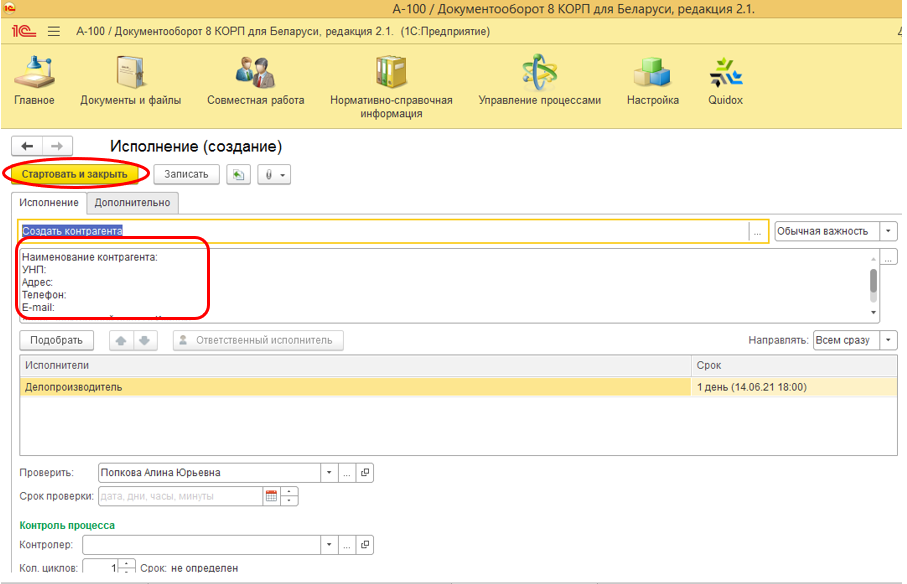 А-100 / Документооборот 8 КОРП для Беларуси, редакция 2.1.
А-100 / Документооборот 8 КОРП для Беларуси, редакция 2.1. (1С:Предприятие)
Главное
Документы и файлы
Совместная работа
Нормативно-справочная
информация
Управление процессами
Настройка
Quidox
Исполнение (создание)
Стартовать и закрыть
Записать
Исполнение
Дополнительно
Создать контрагента
...
Обычная важность
Наименование контрагента:
...
УНП:
Адрес:
Телефон:
E-mail:
Подобрать
Ответственный исполнитель
Направлять:
Всем сразу
Исполнители
Срок
Делопроизводитель
1 день (14.06.21 18:00)
Проверить:
Попкова Алина Юрьевна
...
Срок проверки:
дата, дни, часы, минуты
Контроль процесса
Контролер:
...
Кол. циклов:
1
Срок: не определен